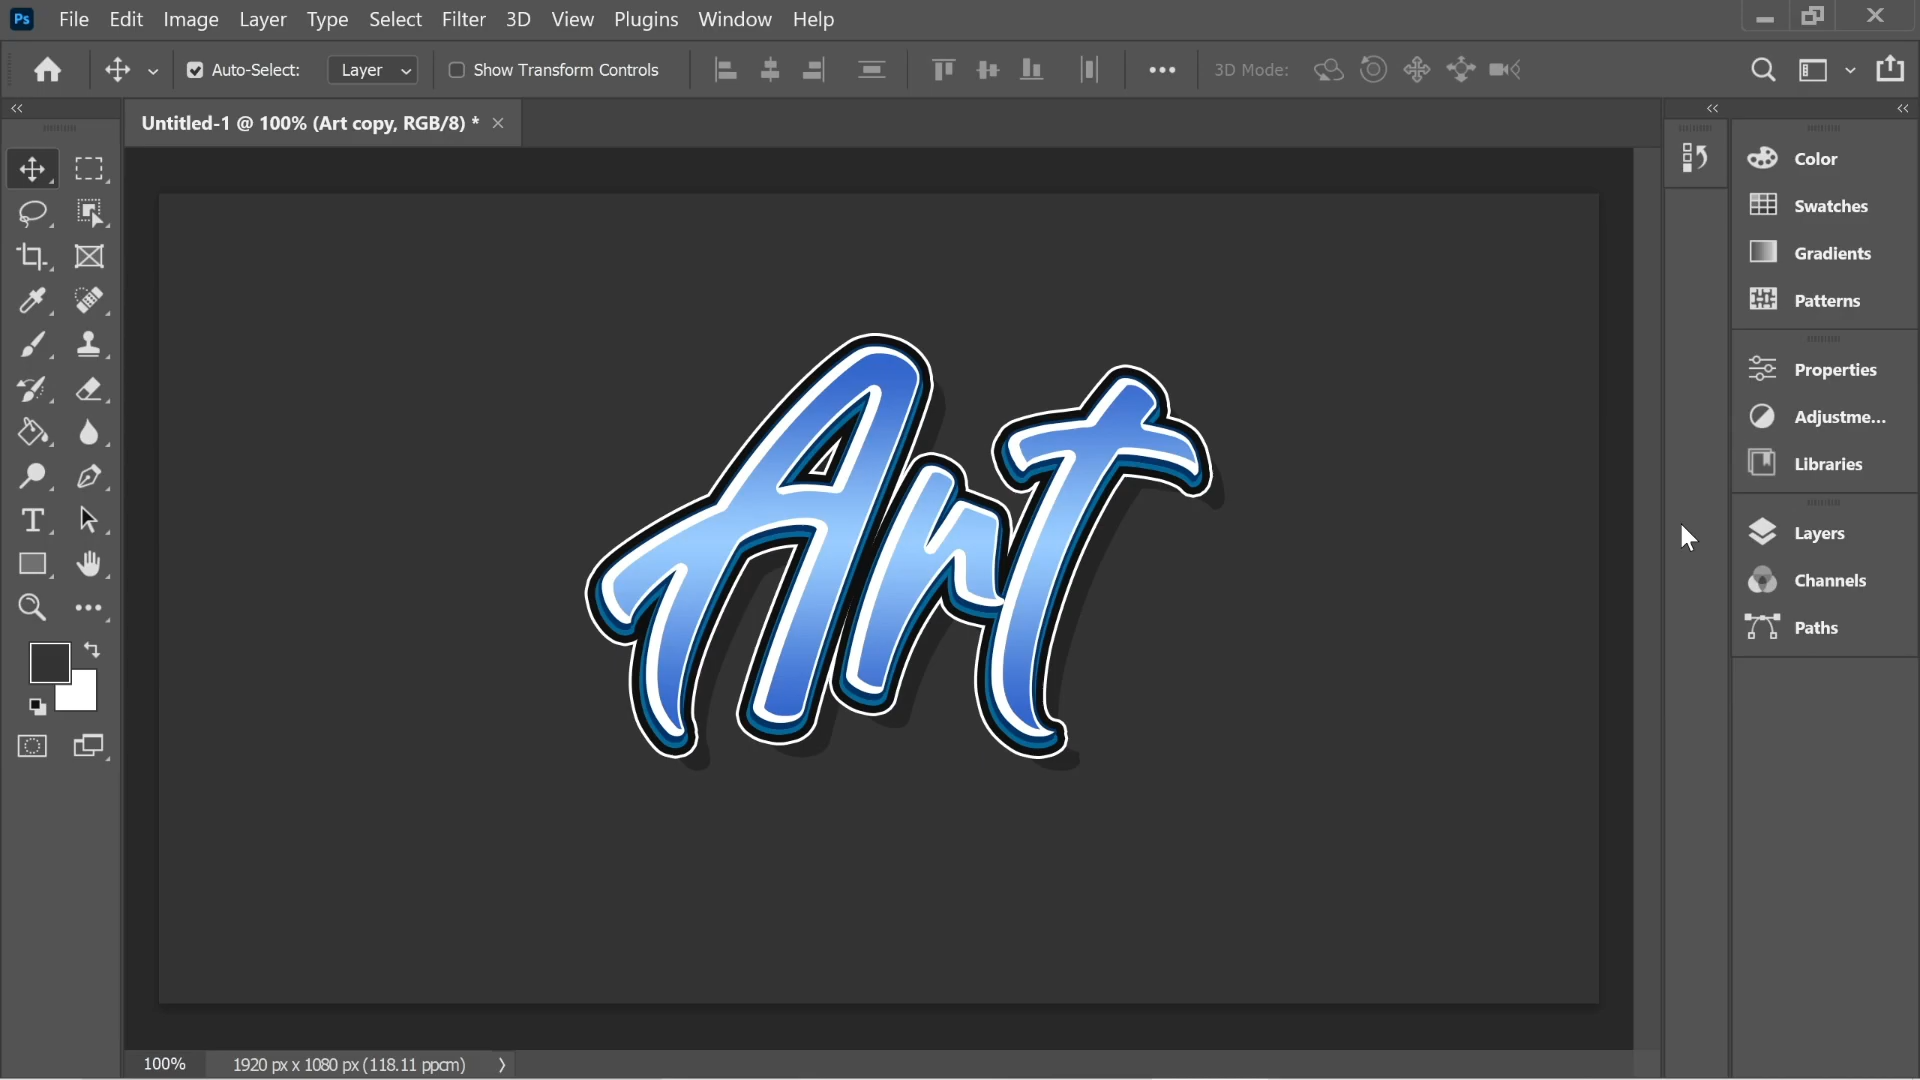 Ps File Edit Image Layer Type Select Filter 3D View Plugins Window Help
Auto-Select: Layer Show Transform Controls 3D Mode:
Untitled-1 @ 100% (Art copy, RGB/8) *
Color
Swatches
Gradients
Patterns
Properties
Adjustme...
Libraries
Layers
Channels
Paths
Art
100% 1920 px x 1080 px (118.11 ppcm)